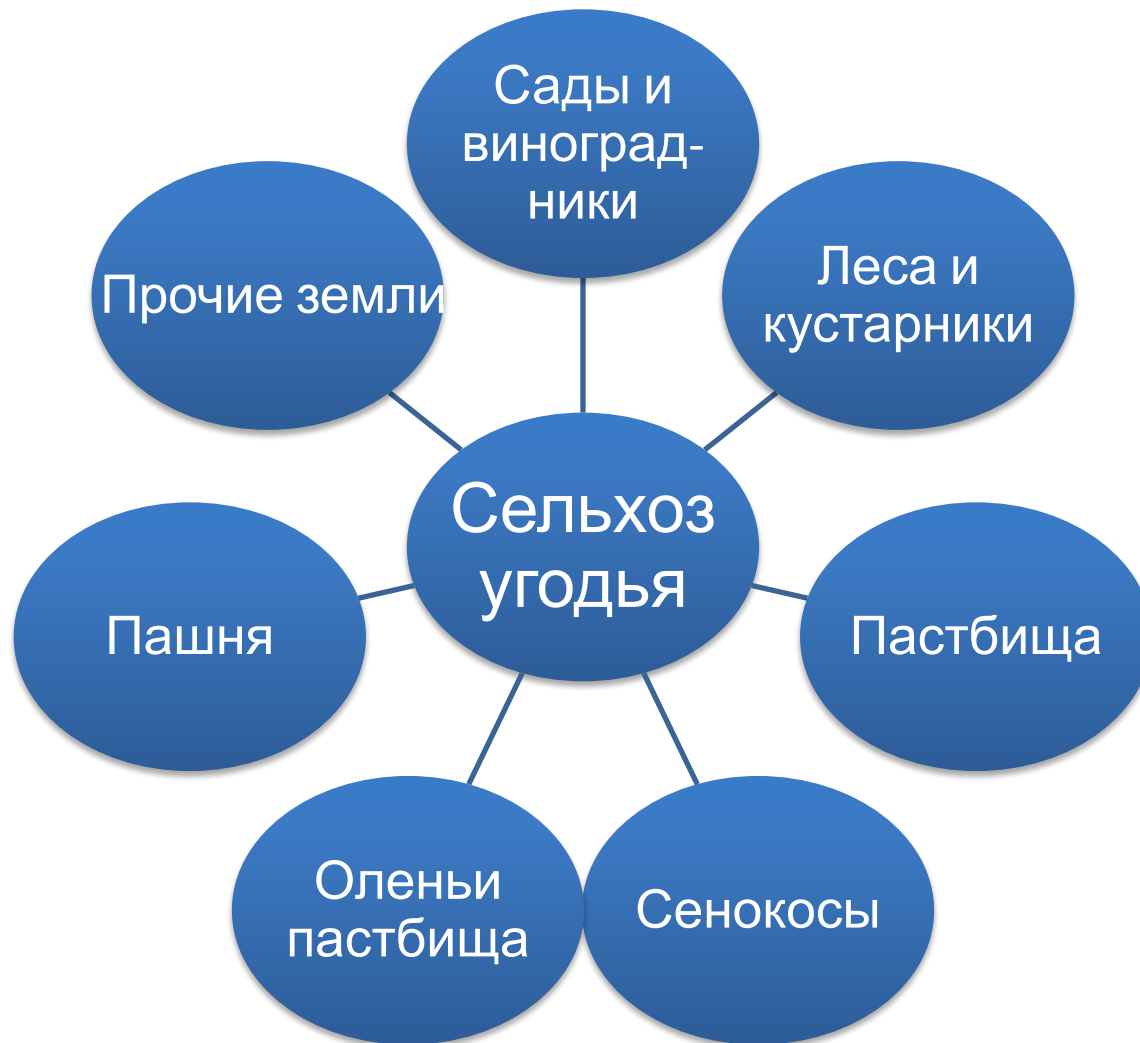 Сады и
виноград-
ники
Прочие земли
Леса и
кустарники
Сельхоз
угодья
Пашня
Пастбища
Оленьи
пастбища
Сенокосы